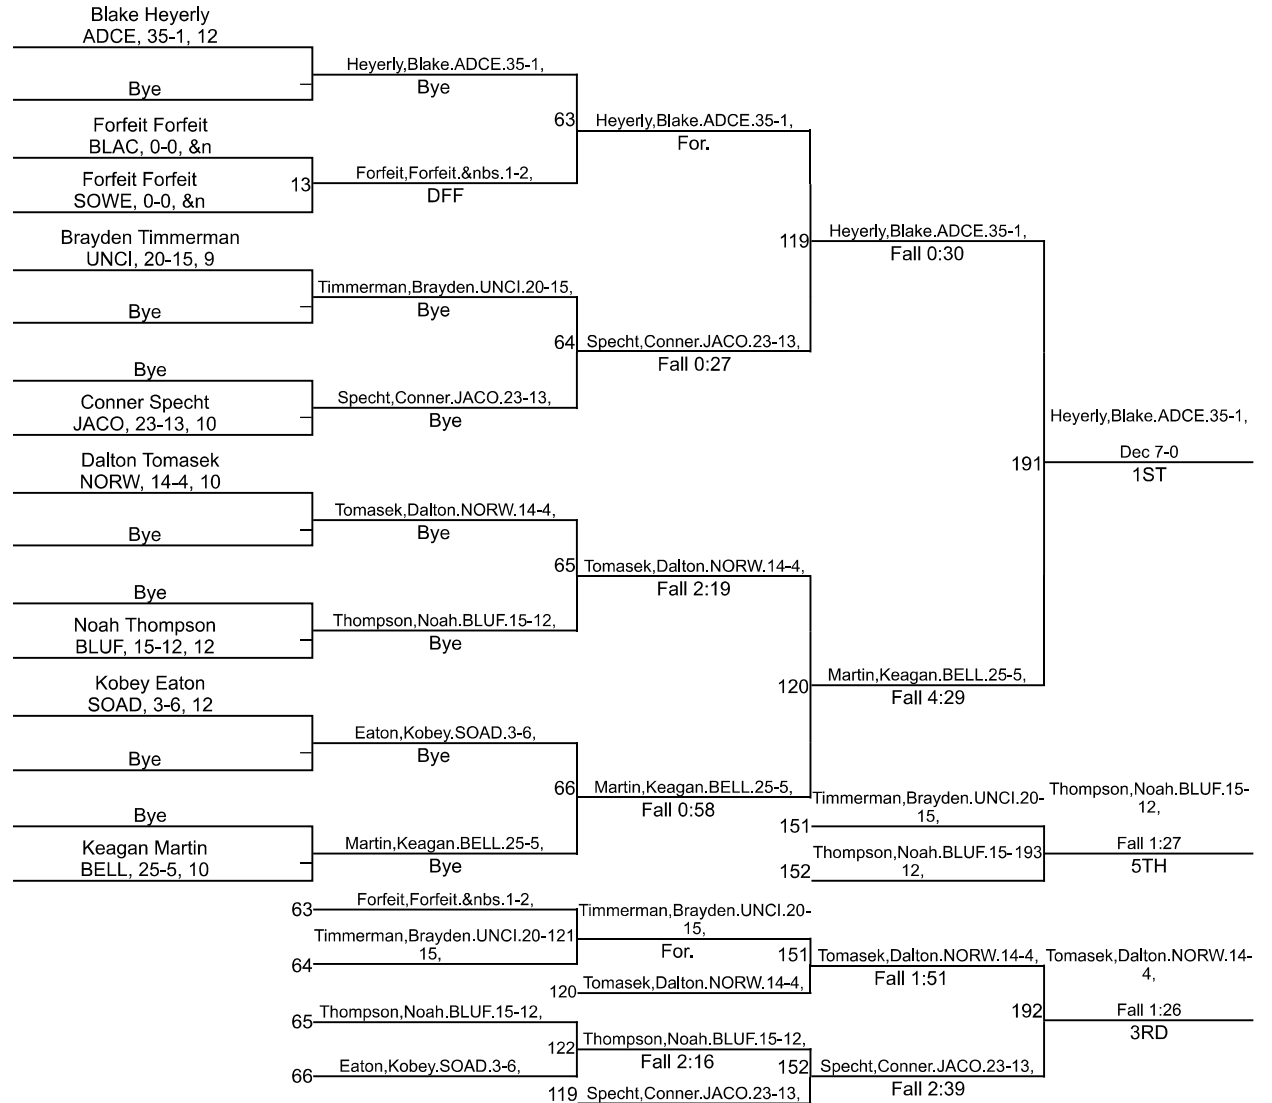 Blake Heyerly
ADCE, 35-1, 12
Heyerly,Blake.ADCE.35-1,
Bye
Bye
63
Heyerly,Blake.ADCE.35-1,
For.
Forfeit Forfeit
BLAC, 0-0, &n
Forfeit Forfeit
SOWE, 0-0, &n
13
Forfeit,Forfeit.&nbs.1-2,
DFF
119
Heyerly,Blake.ADCE.35-1,
Fall 0:30
Brayden Timmerman
UNCI, 20-15, 9
Timmerman,Brayden.UNCI.20-15,
Bye
Bye
64
Specht,Conner.JACO.23-13,
Fall 0:27
Bye
Conner Specht
JACO, 23-13, 10
Specht,Conner.JACO.23-13,
Bye
Heyerly,Blake.ADCE.35-1,
191
Dec 7-0
1ST
Dalton Tomasek
NORW, 14-4, 10
Tomasek,Dalton.NORW.14-4,
Bye
Bye
65
Tomasek,Dalton.NORW.14-4,
Fall 2:19
Bye
Noah Thompson
BLUF, 15-12, 12
Thompson,Noah.BLUF.15-12,
Bye
120
Martin,Keagan.BELL.25-5,
Fall 4:29
Kobey Eaton
SOAD, 3-6, 12
Eaton,Kobey.SOAD.3-6,
Bye
Bye
66
Martin,Keagan.BELL.25-5,
Fall 0:58
Bye
Keagan Martin
BELL, 25-5, 10
Martin,Keagan.BELL.25-5,
Bye
Timmerman,Brayden.UNCI.20-
15,
151
Thompson,Noah.BLUF.15-193
12,
152
Thompson,Noah.BLUF.15-
12,
Fall 1:27
5TH
63
Forfeit,Forfeit.&nbs.1-2,
Timmerman,Brayden.UNCI.20-121
15,
64
Timmerman,Brayden.UNCI.20-
15,
For.
151
120
Tomasek,Dalton.NORW.14-4,
Tomasek,Dalton.NORW.14-4,
Fall 1:51
Tomasek,Dalton.NORW.14-
4,
192
Fall 1:26
3RD
65
Thompson,Noah.BLUF.15-12,
122
Thompson,Noah.BLUF.15-12,
Fall 2:16
66
Eaton,Kobey.SOAD.3-6,
152
Specht,Conner.JACO.23-13,
Fall 2:39
119
Specht,Conner.JACO.23-13,